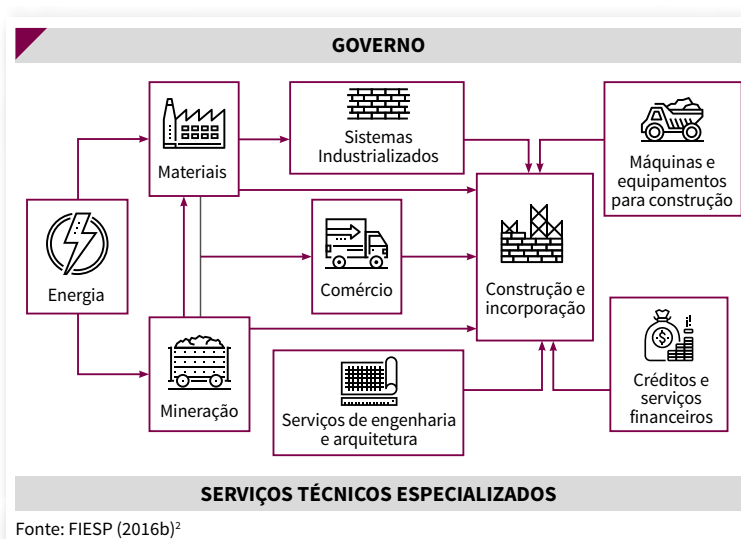 GOVERNO
Materiais
Sistemas
Industrializados
Máquinas e
equipamentos
para construção
Energia
Comércio
Construção e
incorporação
Mineração
Serviços de engenharia
e arquitetura
Créditos e
serviços
financeiros
SERVIÇOS TÉCNICOS ESPECIALIZADOS
Fonte: FIESP (2016b)²